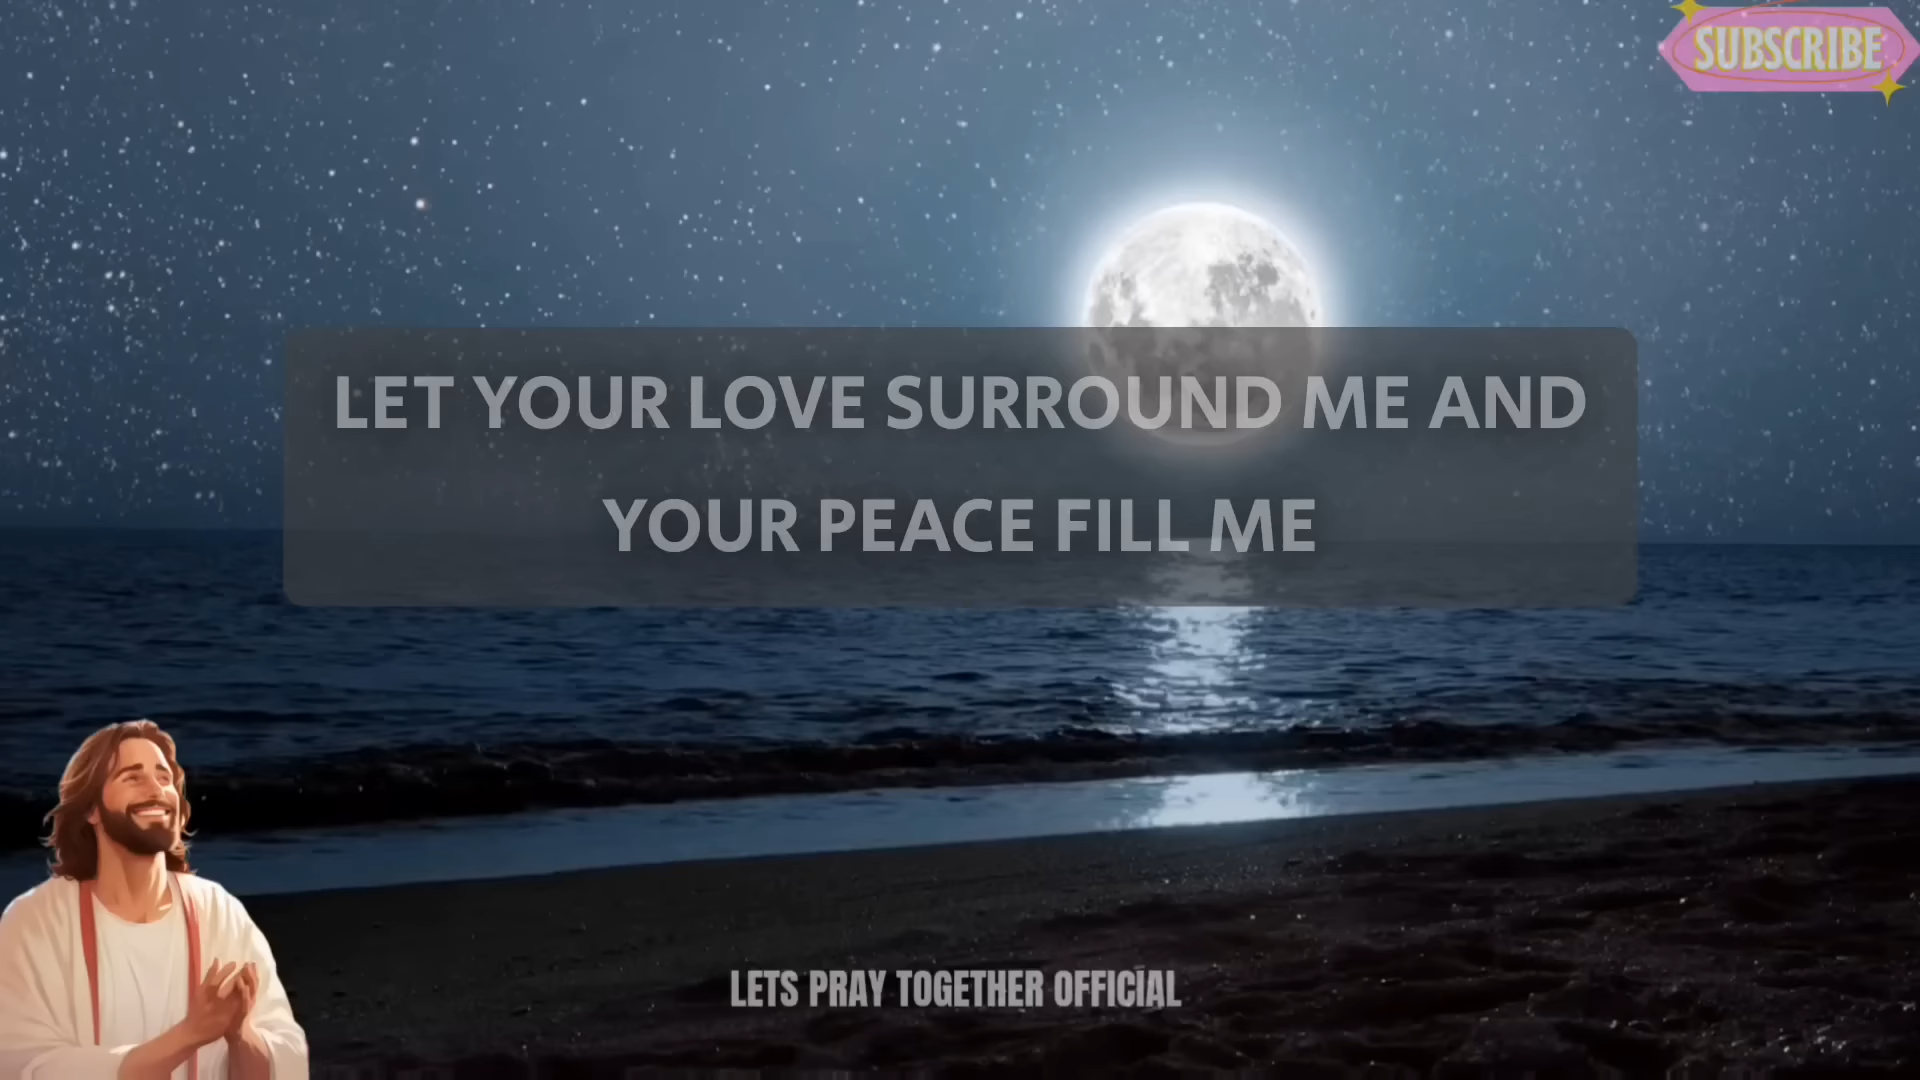 SUBSCRIBE
LET YOUR LOVE SURROUND ME AND
YOUR PEACE FILL ME
LETS PRAY TOGETHER OFFICIAL